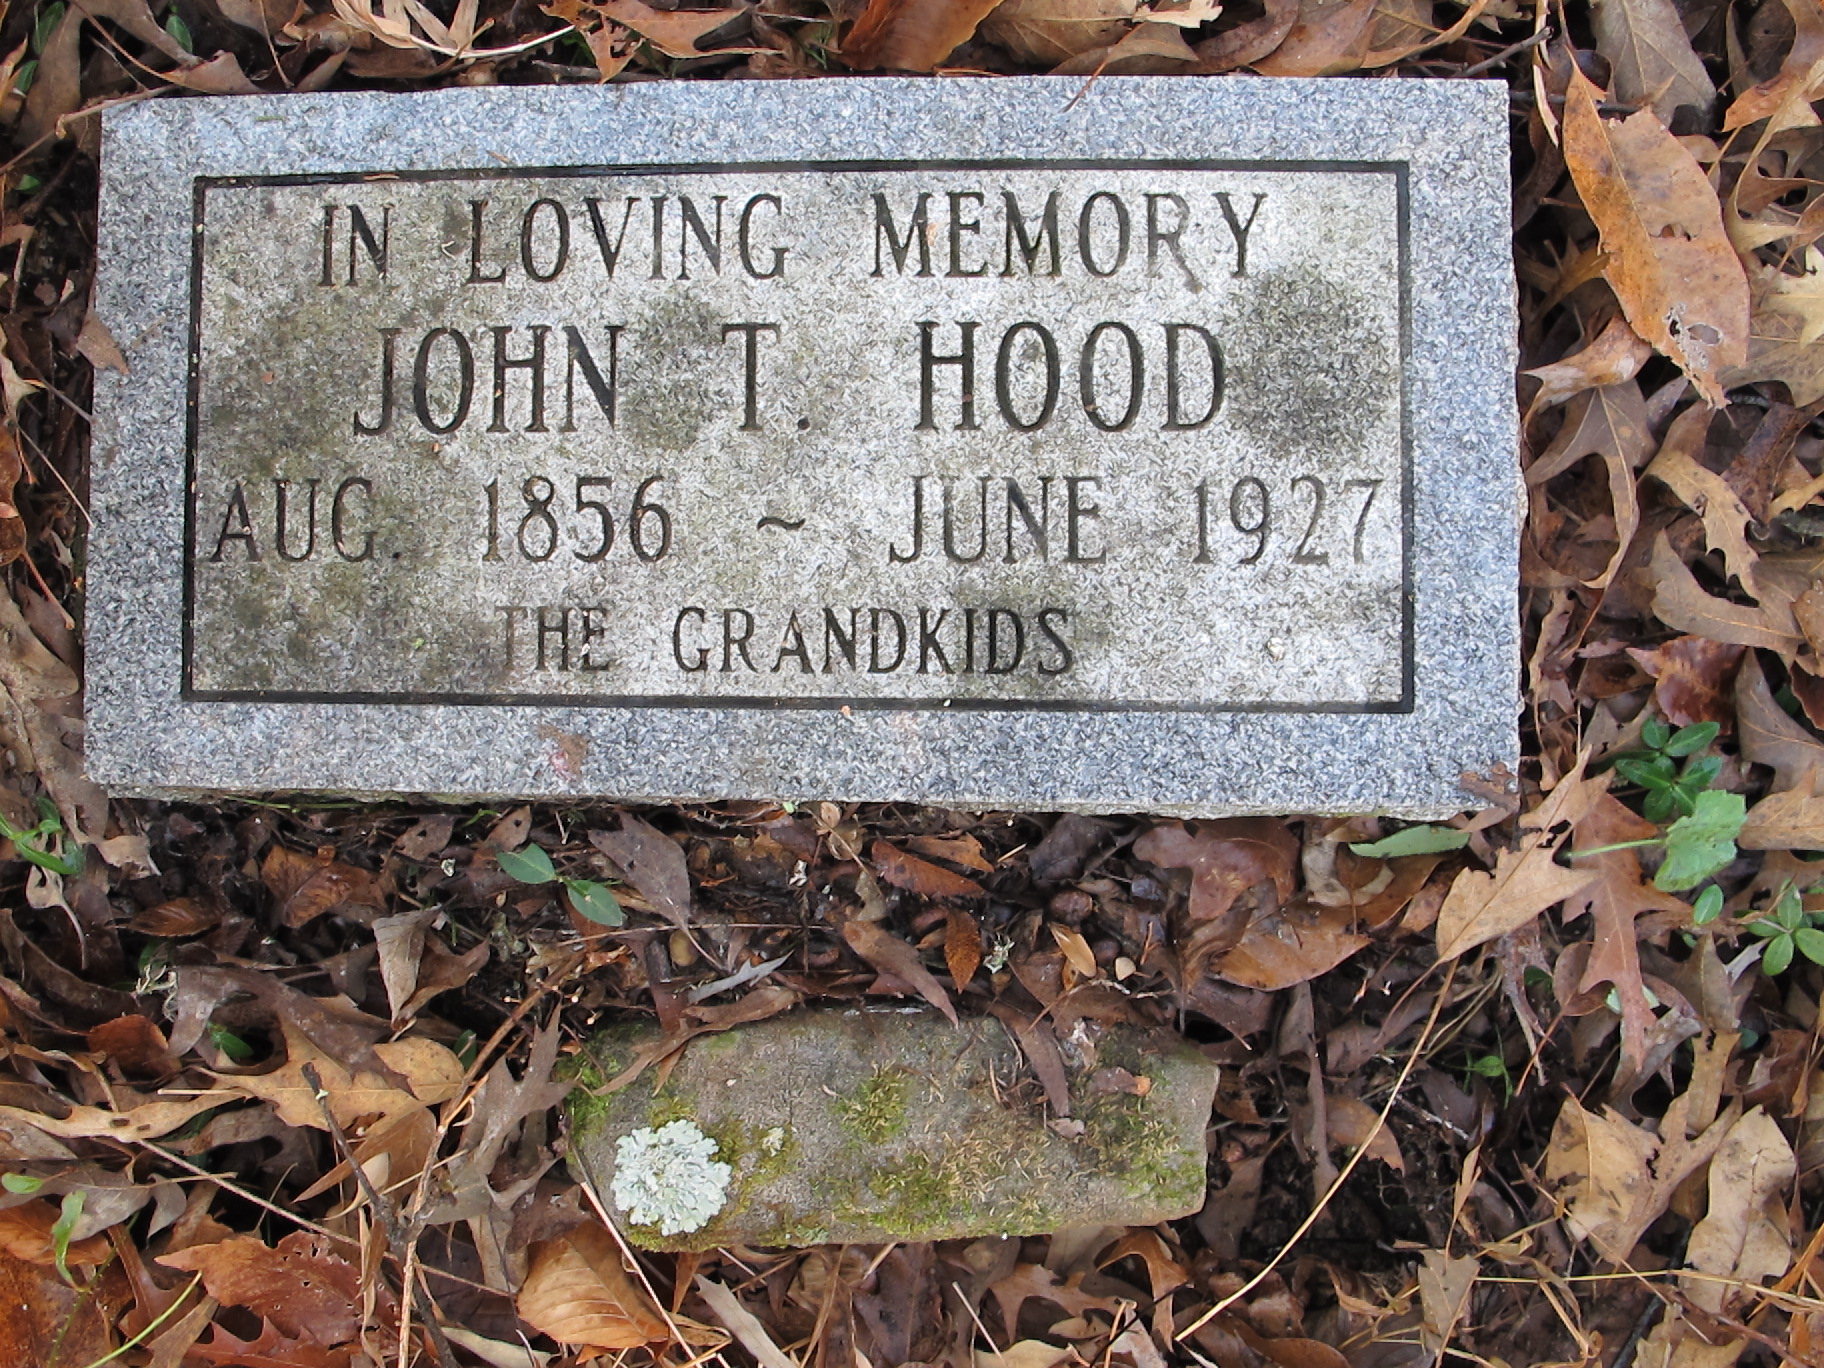 IN LOVING MEMORY
JOHN T. HOOD
AUG. 1856 ~ JUNE 1927
THE GRANDKIDS